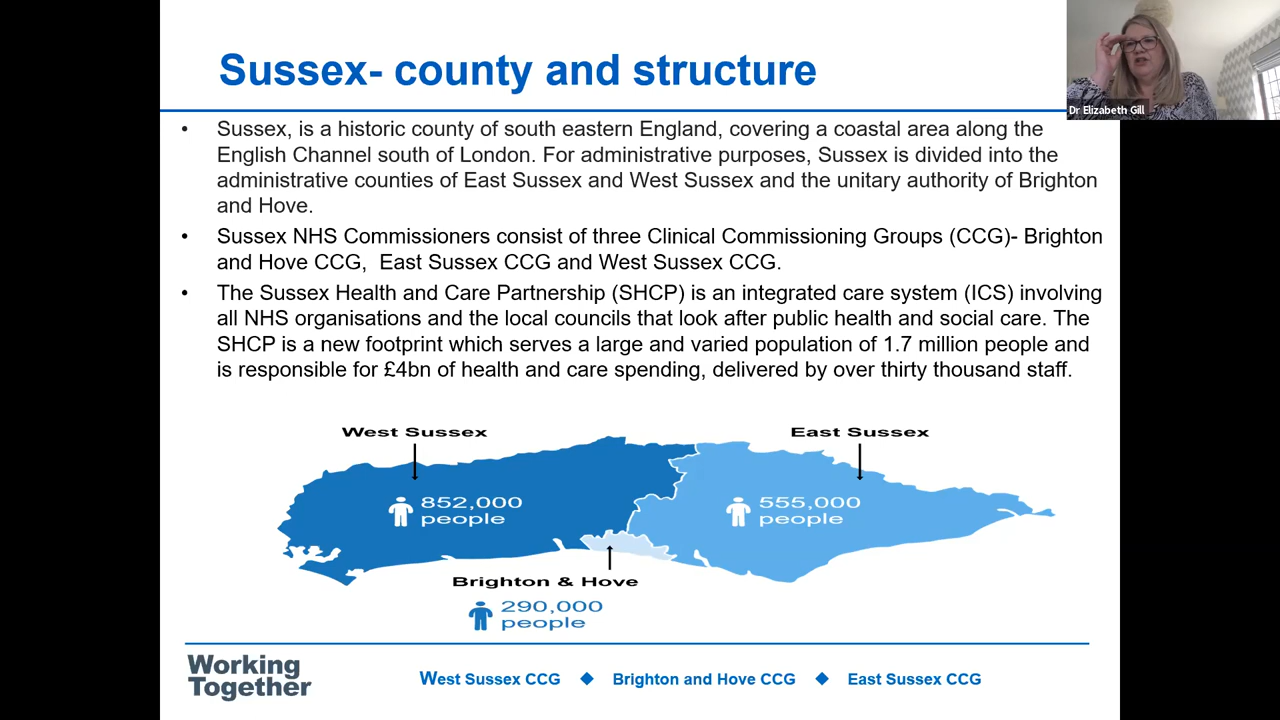 Sussex- county and structure
Dr Elizabeth Gill
• Sussex, is a historic county of south eastern England, covering a coastal area along the
English Channel south of London. For administrative purposes, Sussex is divided into the
administrative counties of East Sussex and West Sussex and the unitary authority of Brighton
and Hove.
• Sussex NHS Commissioners consist of three Clinical Commissioning Groups (CCG)- Brighton
and Hove CCG,  East Sussex CCG and West Sussex CCG.
• The Sussex Health and Care Partnership (SHCP) is an integrated care system (ICS) involving
all NHS organisations and the local councils that look after public health and social care. The
SHCP is a new footprint which serves a large and varied population of 1.7 million people and
is responsible for £4bn of health and care spending, delivered by over thirty thousand staff.
West Sussex
East Sussex
852,000
people
555,000
people
Brighton & Hove
290,000
people
Working
Together
West Sussex CCG ◆ Brighton and Hove CCG ◆ East Sussex CCG